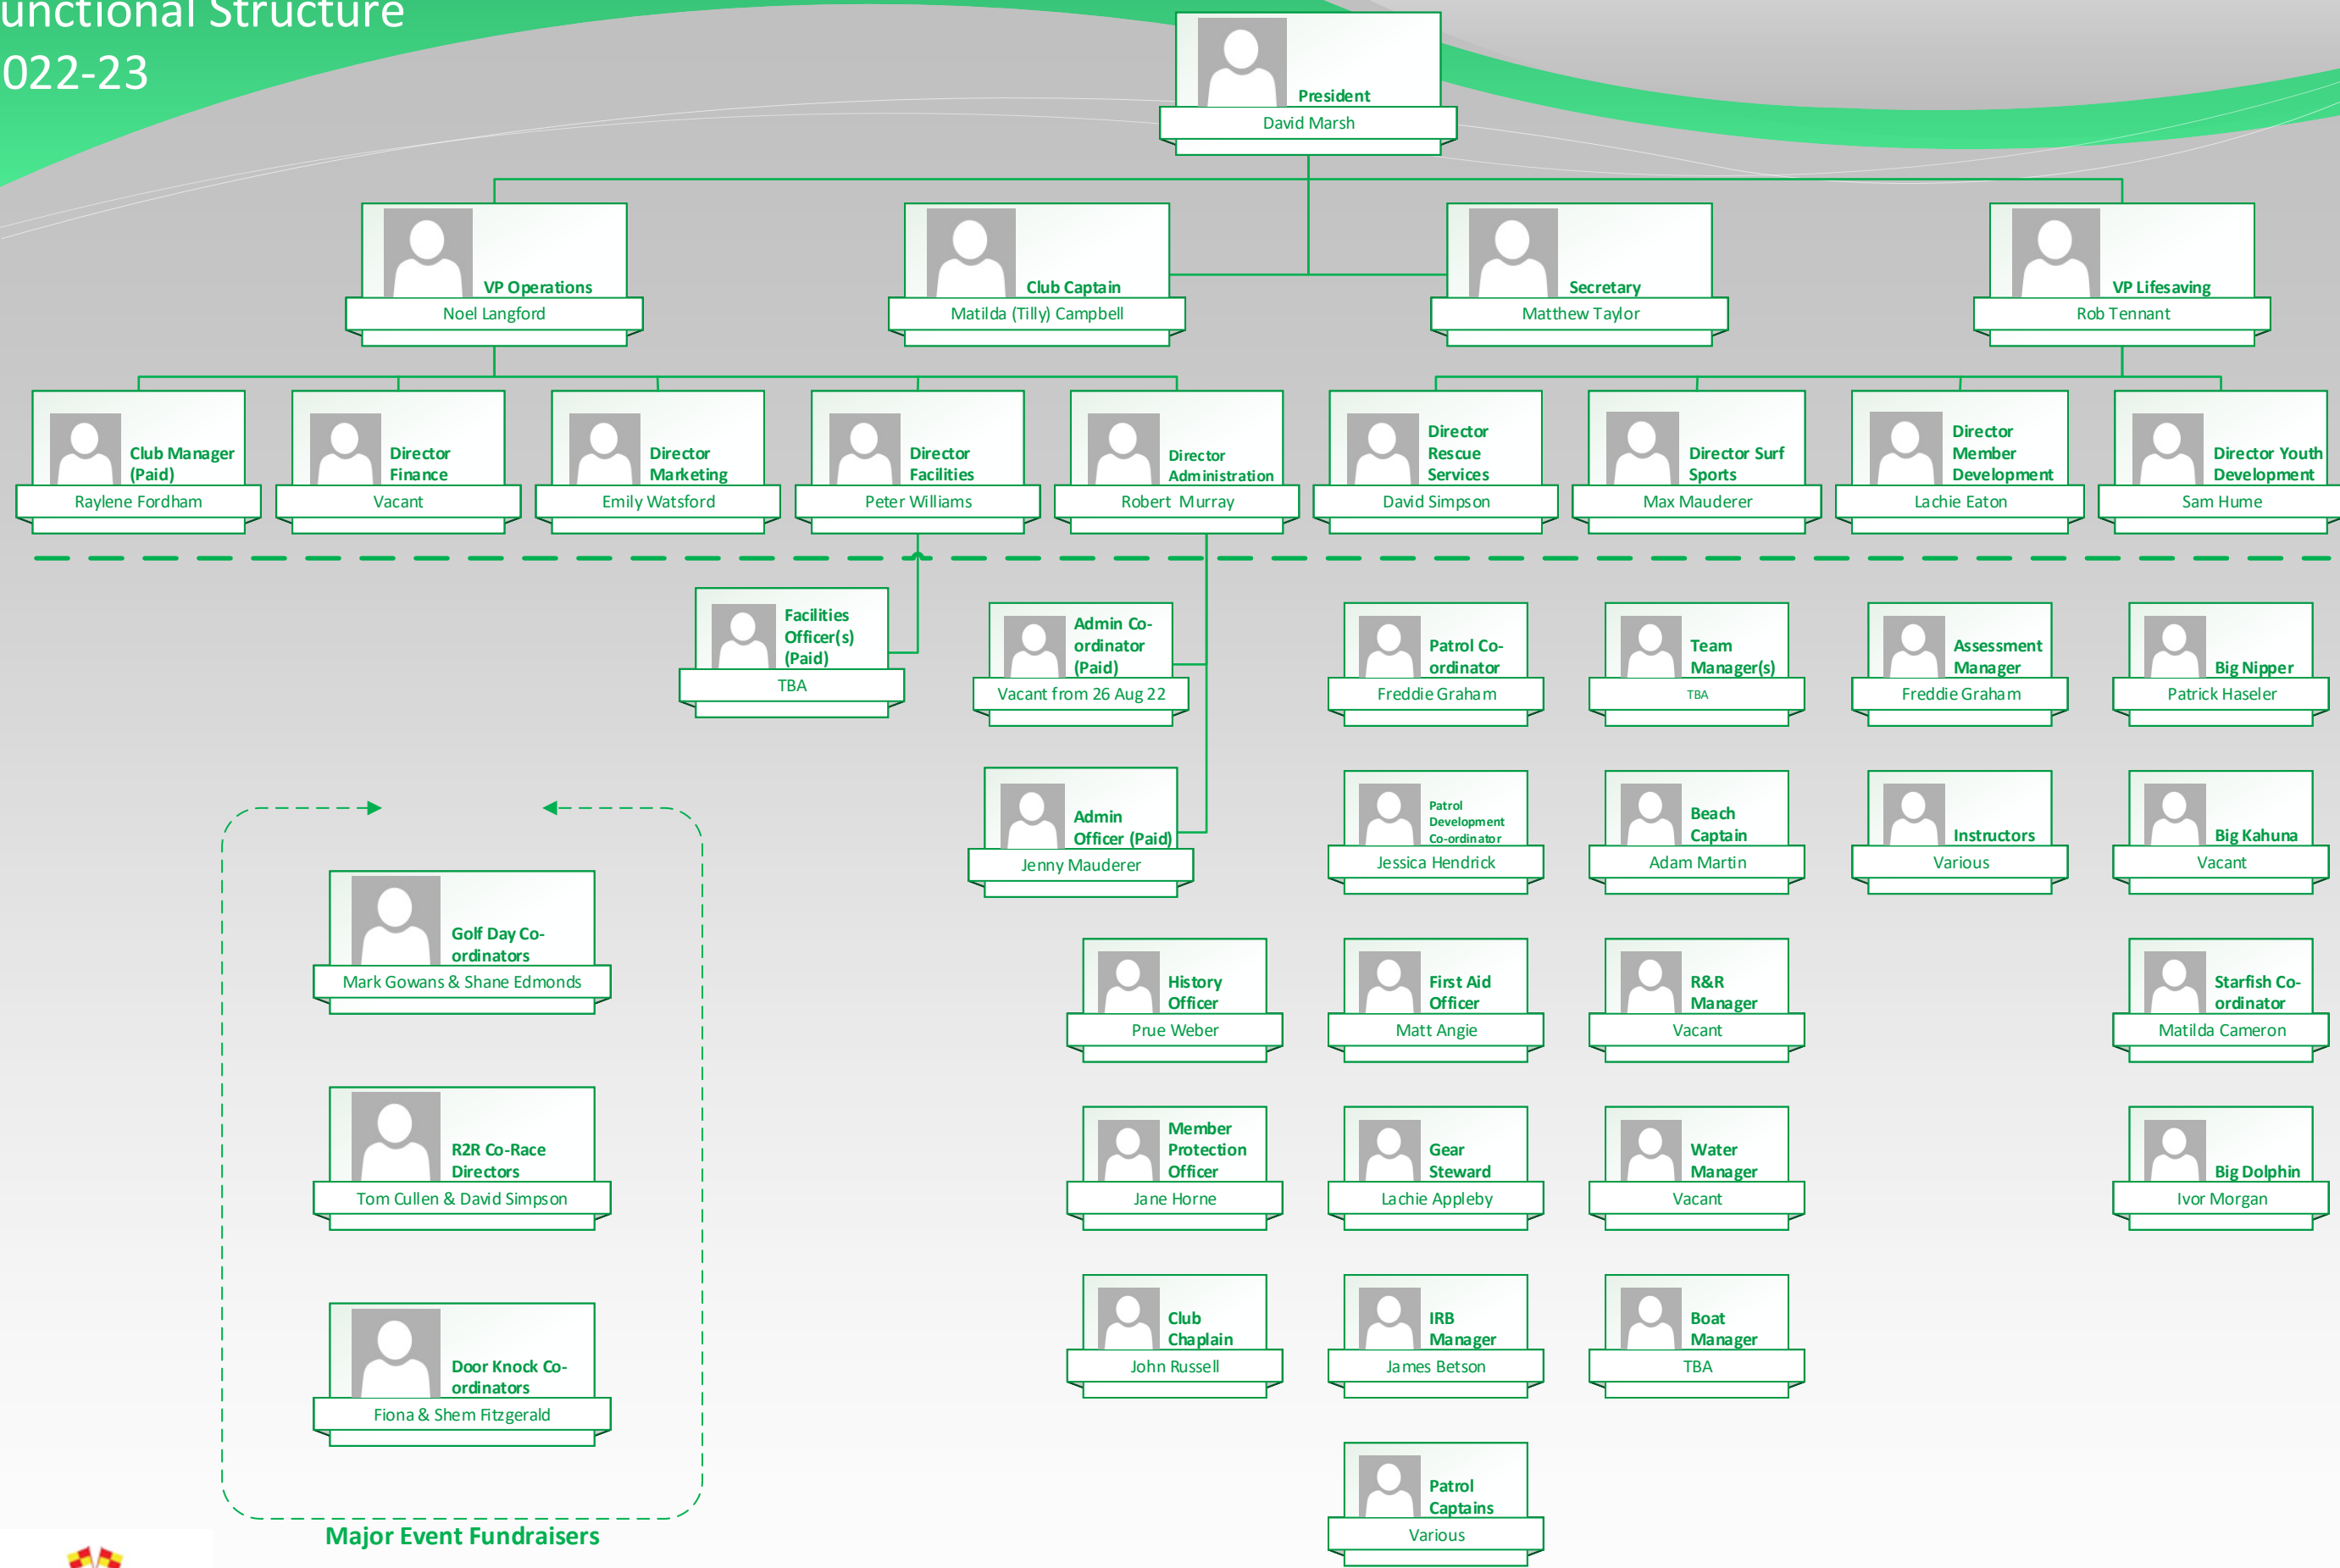 unctional Structure
022-23
President
David Marsh
VP Operations
Noel Langford
Club Captain
Matilda (Tilly) Campbell
Secretary
Matthew Taylor
VP Lifesaving
Rob Tennant
Club Manager
(Paid)
Raylene Fordham
Director
Finance
Vacant
Director
Marketing
Emily Watsford
Director
Facilities
Peter Williams
Director
Administration
Robert Murray
Director
Rescue
Services
David Simpson
Director Surf
Sports
Max Mauderer
Director
Member
Development
Lachie Eaton
Director Youth
Development
Sam Hume
Facilities
Officer(s)
(Paid)
TBA
Admin Co-
ordinator
(Paid)
Vacant from 26 Aug 22
Patrol Co-
ordinator
Freddie Graham
Team
Manager(s)
TBA
Assessment
Manager
Freddie Graham
Big Nipper
Patrick Haseler
Admin
Officer (Paid)
Jenny Mauderer
Patrol
Development
Co-ordinator
Jessica Hendrick
Beach
Captain
Adam Martin
Instructors
Various
Big Kahuna
Vacant
Golf Day Co-
ordinators
Mark Gowans & Shane Edmonds
History
Officer
Prue Weber
First Aid
Officer
Matt Angie
R&R
Manager
Vacant
Starfish Co-
ordinator
Matilda Cameron
R2R Co-Race
Directors
Tom Cullen & David Simpson
Member
Protection
Officer
Jane Horne
Gear
Steward
Lachie Appleby
Water
Manager
Vacant
Big Dolphin
Ivor Morgan
Door Knock Co-
ordinators
Fiona & Shem Fitzgerald
Club
Chaplain
John Russell
IRB
Manager
James Betson
Boat
Manager
TBA
Patrol
Captains
Various
Major Event Fundraisers